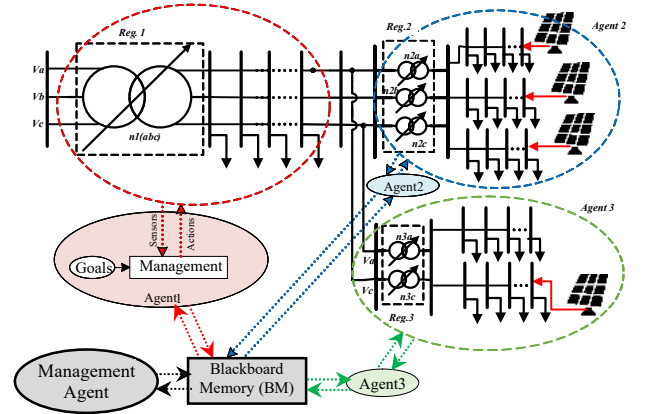 Reg. 1
Reg.2
Agent 2
Va
Vb
Vc
n1(abc)
n2a
n2b
n2c
Agent2
Agent 3
Sensors
Actions
Goals
Management
Agent1
n3a
Va
Vc
n3c
Reg.3
Management
Agent
Blackboard
Memory (BM)
Agent3